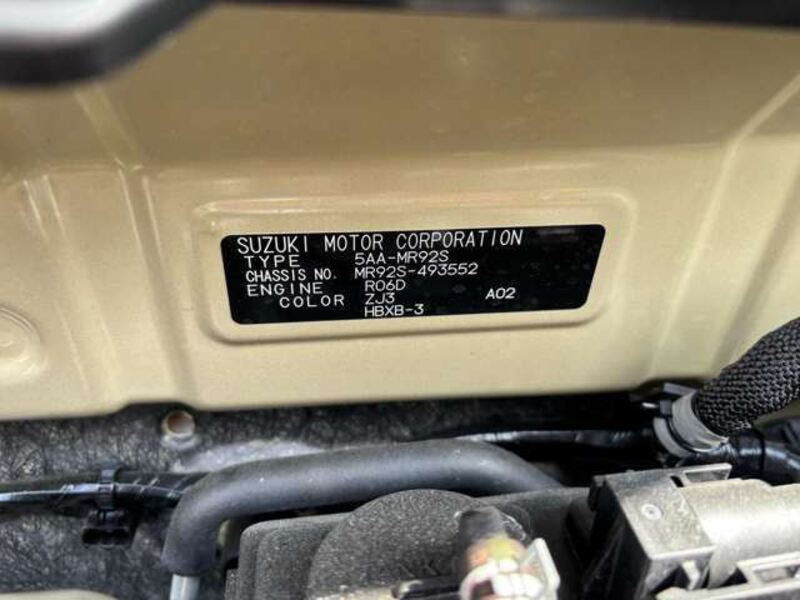 SUZUKI MOTOR CORPORATION
TYPE 5AA-MR92S
CHASSIS NO. MR92S-493552
ENGINE R06D
COLOR ZJ3 A02
HBXB-3